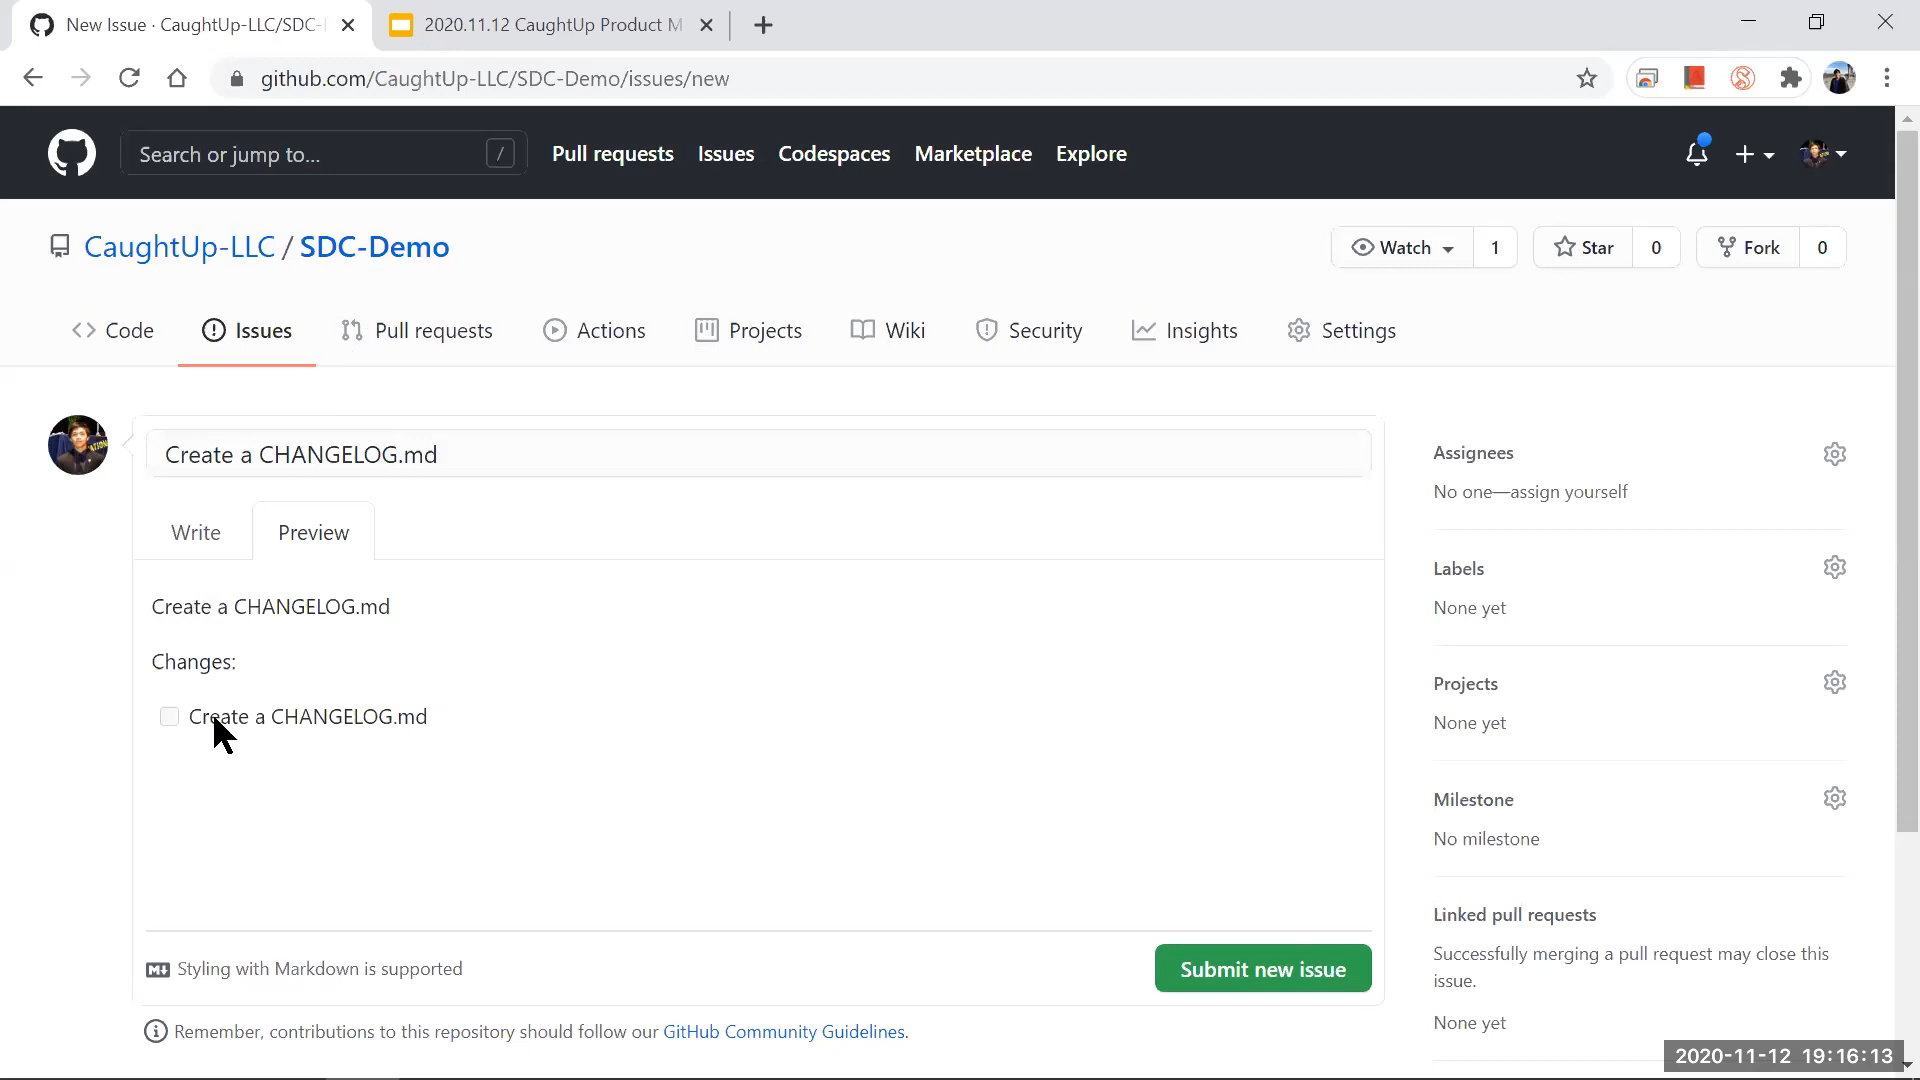 New Issue · CaughtUp-LLC/SDC-
2020.11.12 CaughtUp Product M
github.com/CaughtUp-LLC/SDC-Demo/issues/new
Search or jump to...
/
Pull requests
Issues
Codespaces
Marketplace
Explore
CaughtUp-LLC / SDC-Demo
Watch
1
Star
0
Fork
0
Code
Issues
Pull requests
Actions
Projects
Wiki
Security
Insights
Settings
Create a CHANGELOG.md
Write
Preview
Create a CHANGELOG.md
Changes:
Create a CHANGELOG.md
Styling with Markdown is supported
Submit new issue
Remember, contributions to this repository should follow our GitHub Community Guidelines.
Assignees
No one—assign yourself
Labels
None yet
Projects
None yet
Milestone
No milestone
Linked pull requests
Successfully merging a pull request may close this
issue.
None yet
2020-11-12 19:16:13